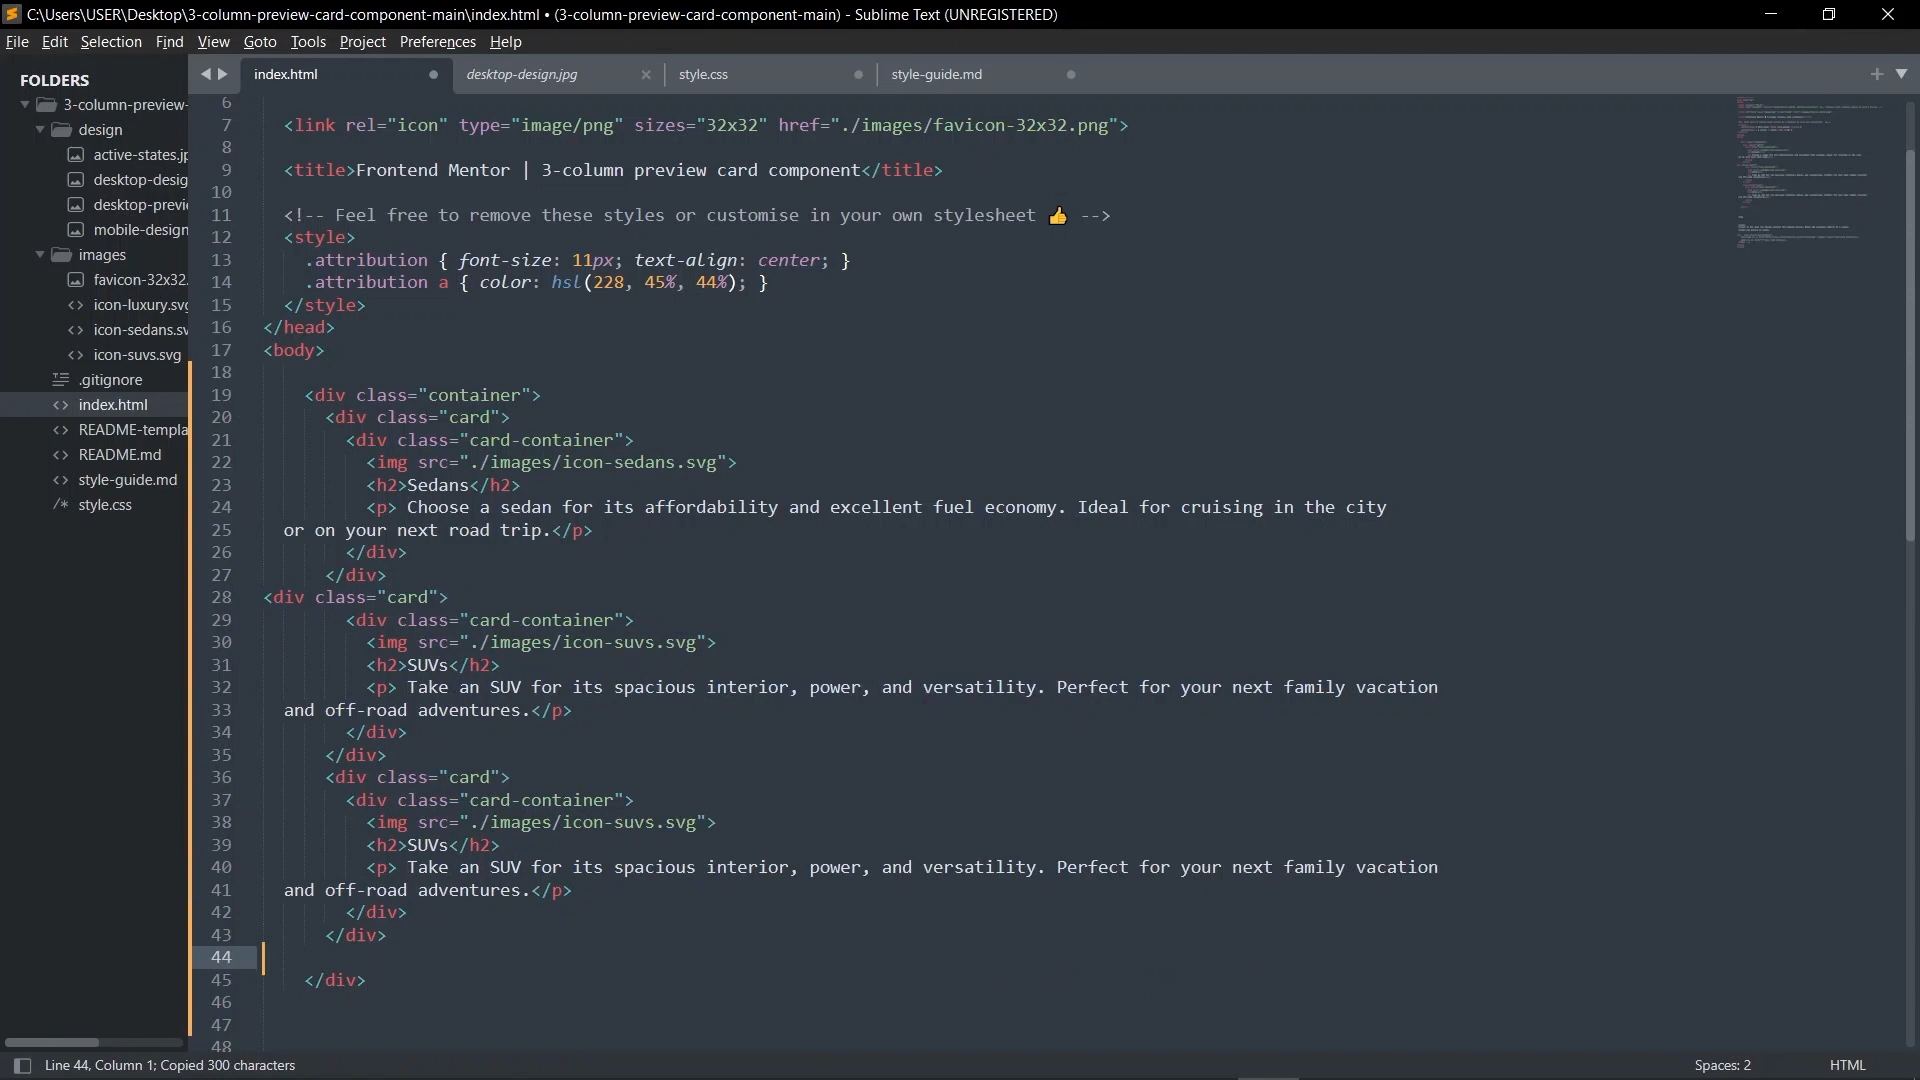 C:\Users\USER\Desktop\3-column-preview-card-component-main\index.html • (3-column-preview-card-component-main) - Sublime Text (UNREGISTERED)
File Edit Selection Find View Goto Tools Project Preferences Help
FOLDERS
3-column-preview-
design
active-states.jp
desktop-desig
desktop-previe
mobile-design
images
favicon-32x32.
icon-luxury.svg
icon-sedans.sv
icon-suvs.svg
.gitignore
index.html
README-templa
README.md
style-guide.md
style.css
index.html desktop-design.jpg style.css style-guide.md
6
7 <link rel="icon" type="image/png" sizes="32x32" href="./images/favicon-32x32.png">
8
9 <title>Frontend Mentor | 3-column preview card component</title>
10
11 <!-- Feel free to remove these styles or customise in your own stylesheet 👍 -->
12 <style>
13 .attribution { font-size: 11px; text-align: center; }
14 .attribution a { color: hsl(228, 45%, 44%); }
15 </style>
16 </head>
17 <body>
18
19 <div class="container">
20 <div class="card">
21 <div class="card-container">
22 <img src="./images/icon-sedans.svg">
23 <h2>Sedans</h2>
24 <p> Choose a sedan for its affordability and excellent fuel economy. Ideal for cruising in the city
25 or on your next road trip.</p>
26 </div>
27 </div>
28 <div class="card">
29 <div class="card-container">
30 <img src="./images/icon-suvs.svg">
31 <h2>SUVs</h2>
32 <p> Take an SUV for its spacious interior, power, and versatility. Perfect for your next family vacation
33 and off-road adventures.</p>
34 </div>
35 </div>
36 <div class="card">
37 <div class="card-container">
38 <img src="./images/icon-suvs.svg">
39 <h2>SUVs</h2>
40 <p> Take an SUV for its spacious interior, power, and versatility. Perfect for your next family vacation
41 and off-road adventures.</p>
42 </div>
43 </div>
44
45 </div>
46
47
48
Line 44, Column 1; Copied 300 characters Spaces: 2 HTML